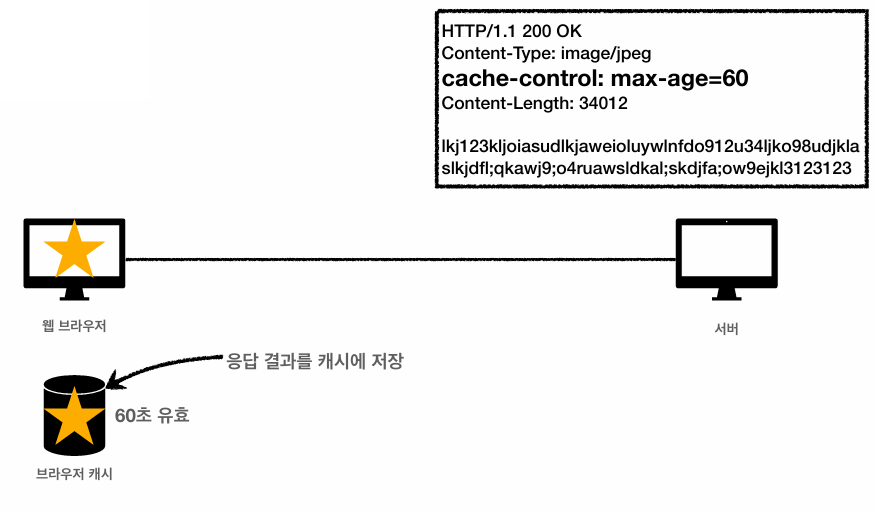 HTTP/1.1 200 OK
Content-Type: image/jpeg
cache-control: max-age=60
Content-Length: 34012
lkj123kljoiasudlkjaweioluywlnfdo912u34ljko98udjkla
slkjdfl;qkawj9;o4ruawsldkal;skdjfa;ow9ejkl3123123
웹 브라우저
서버
응답 결과를 캐시에 저장
60초 유효
브라우저 캐시